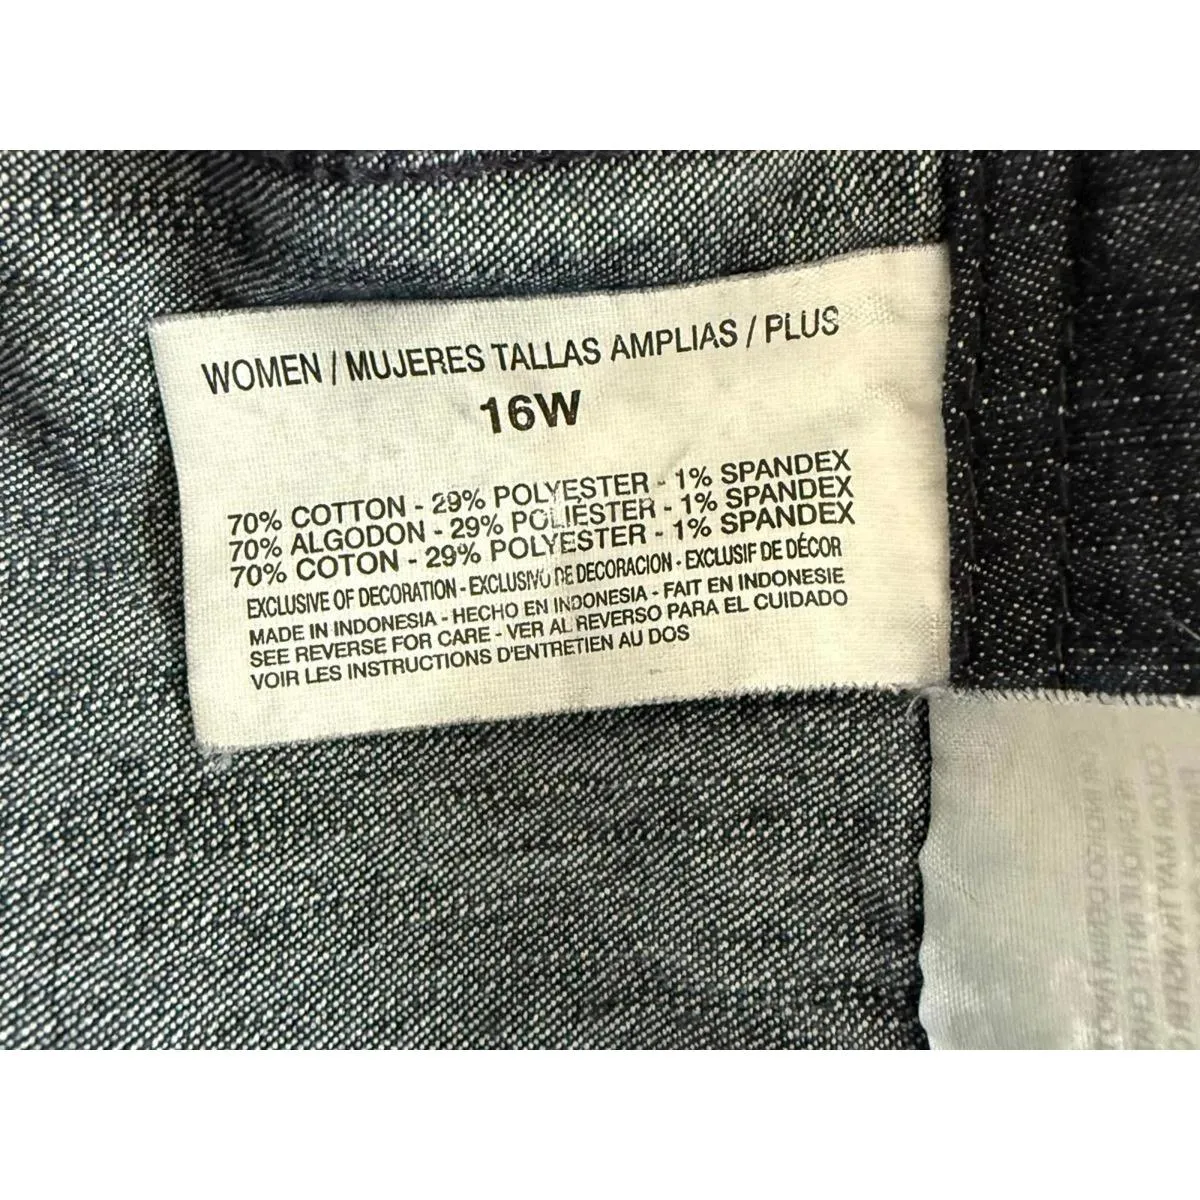 WOMEN / MUJERES TALLAS AMPLIAS / PLUS
16W
70% COTTON - 29% POLYESTER - 1% SPANDEX
70% ALGODON - 29% POLIÉSTER - 1% SPANDEX
70% COTON - 29% POLYESTER - 1% SPANDEX
EXCLUSIVE OF DECORATION - EXCLUSIVO DE DECORACION - EXCLUSIF DE DÉCOR
MADE IN INDONESIA - HECHO EN INDONESIA - FAIT EN INDONESIE
SEE REVERSE FOR CARE - VER AL REVERSO PARA EL CUIDADO
VOIR LES INSTRUCTIONS D'ENTRETIEN AU DOS
COLOR MAY TRANSFER